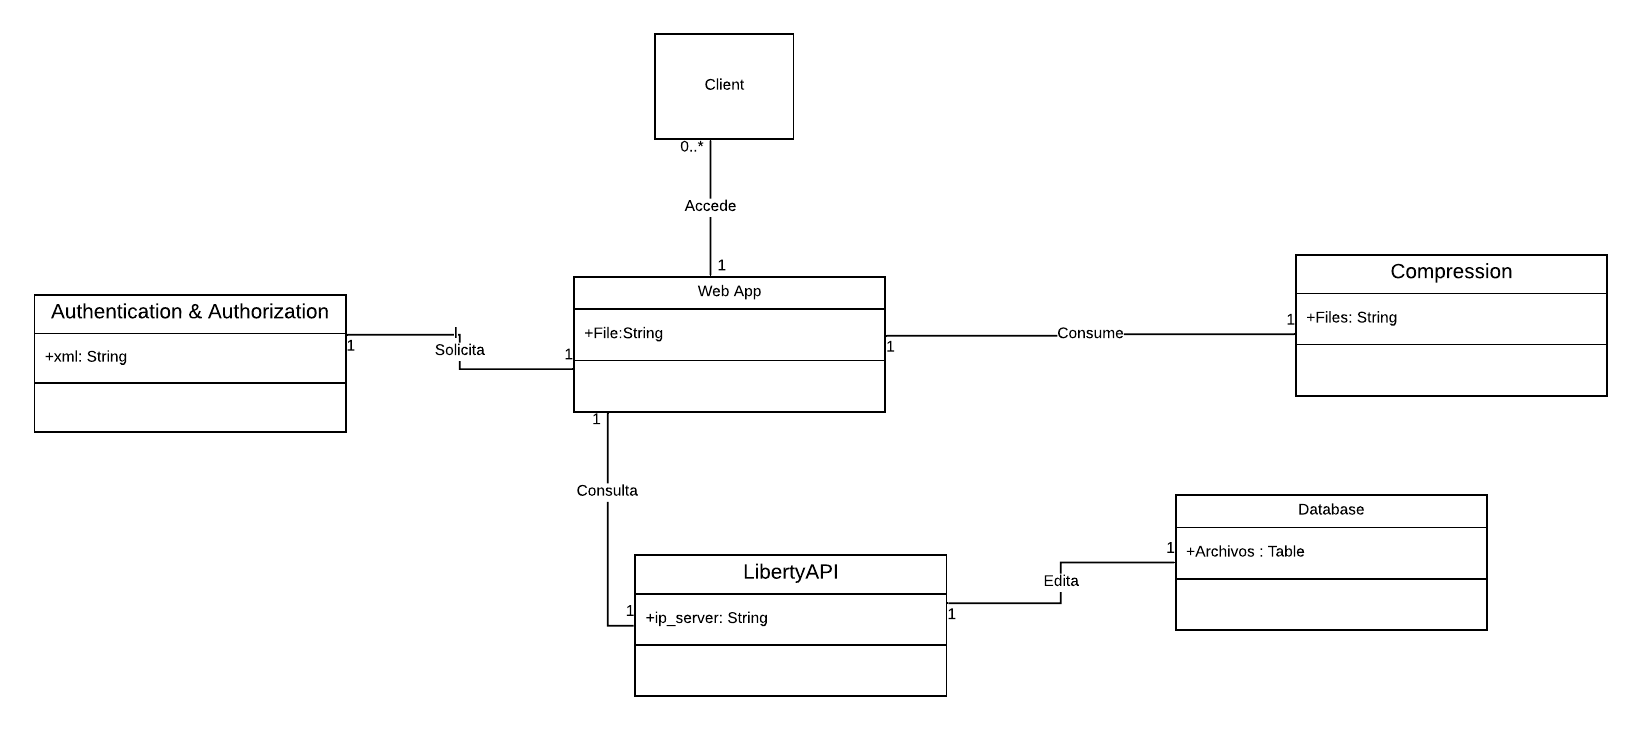 Client
0..*
Accede
1
Web App
+File:String
1
1
1
Authentication & Authorization
+xml: String
1
Solicita
Consume
Compression
1
+Files: String
Consulta
LibertyAPI
1
+ip_server: String
1
Edita
Database
1
+Archivos : Table